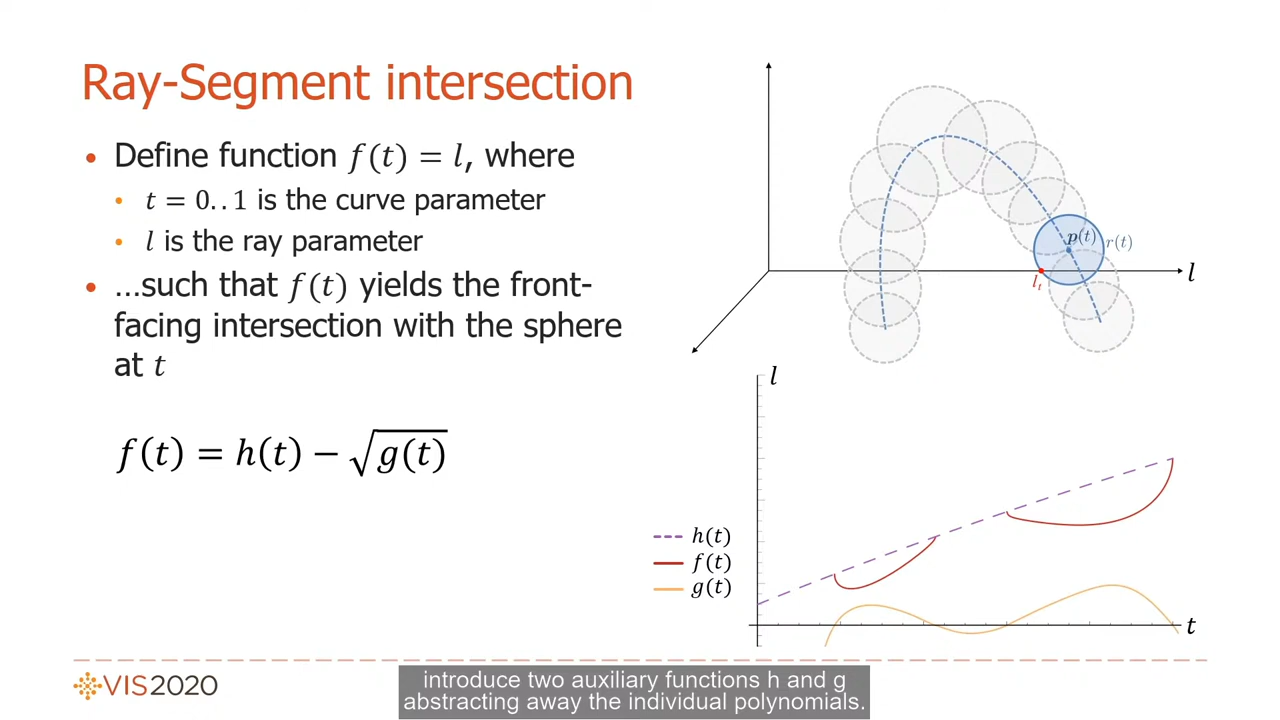 Ray-Segment intersection
• Define function f(t) = l, where
• t = 0..1 is the curve parameter
• l is the ray parameter
• …such that f(t) yields the front-
facing intersection with the sphere
at t
f(t) = h(t) − √g(t)
p(t)
r(t)
l
lₜ
l
h(t)
f(t)
g(t)
t
VIS2020
introduce two auxiliary functions h and g
abstracting away the individual polynomials.